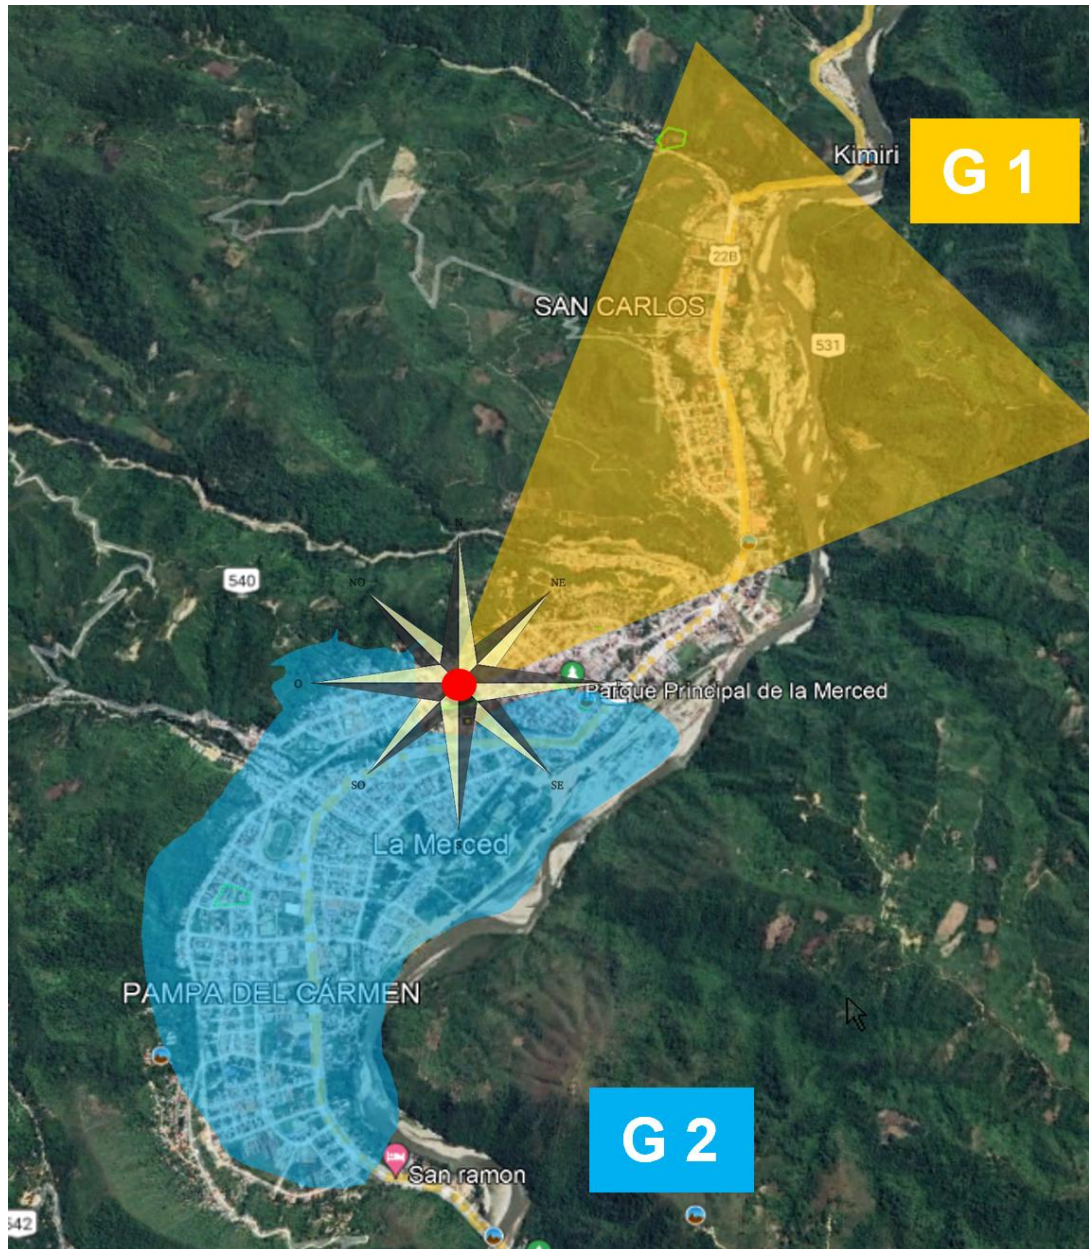 Kimiri
G 1
22B
SAN CARLOS
531
N
540
NO
NE
O
Parque Principal de la Merced
SO
SE
La Merced
S
PAMPA DEL CÁRMEN
G 2
San ramon
542